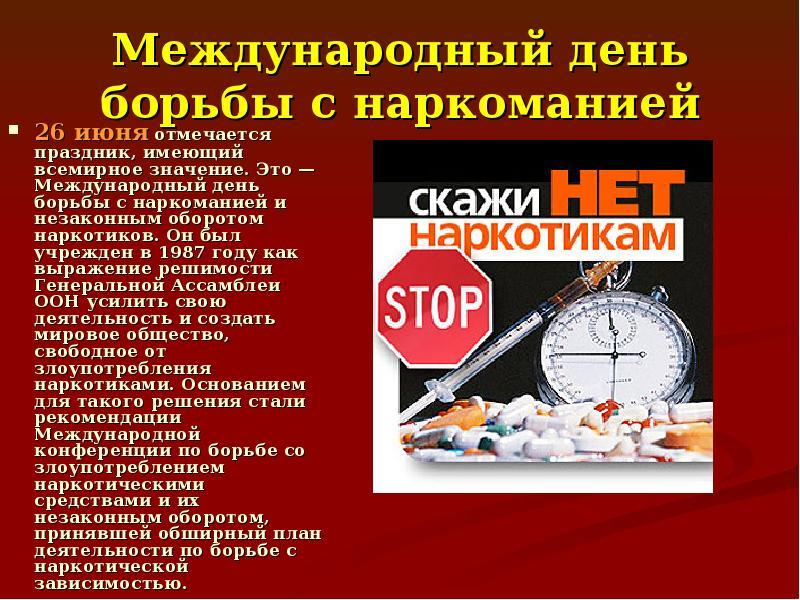 Международный день
борьбы с наркоманией
26 июня отмечается
праздник, имеющий
всемирное значение. Это —
Международный день
борьбы с наркоманией и
незаконным оборотом
наркотиков. Он был
учрежден в 1987 году как
выражение решимости
Генеральной Ассамблеи
ООН усилить свою
деятельность и создать
мировое общество,
свободное от
злоупотребления
наркотиками. Основанием
для такого решения стали
рекомендации
Международной
конференции по борьбе со
злоупотреблением
наркотическими
средствами и их
незаконным оборотом,
принявшей обширный план
деятельности по борьбе с
наркотической
зависимостью.
скажи НЕТ
наркотикам
STOP